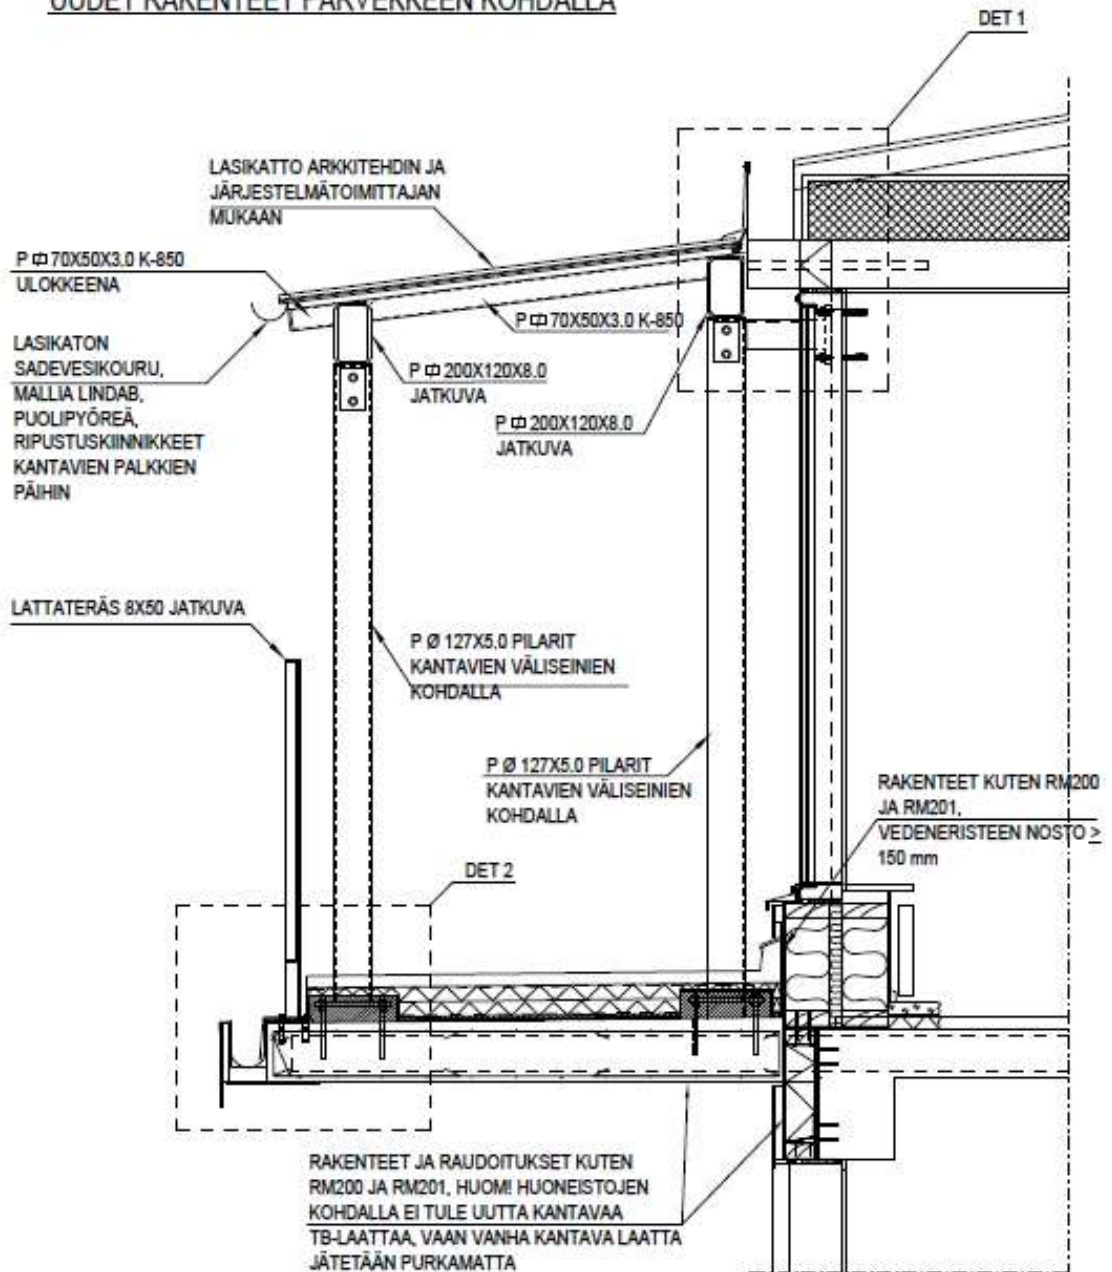 UUDET RAKENTEET PARVEKKEEN KOHDALLA
DET 1
LASIKATTO ARKKITEHDIN JA
JÄRJESTELMÄTOIMITTAJAN
MUKAAN
P 70X50X3.0 K-850
ULOKKEENA
P 70X50X3.0 K-850
LASIKATON
SADEVESIKOURU,
MALLIA LINDAB,
PUOLIPYÖREÄ,
RIPUSTUSKIINNIKKEET
KANTAVIEN PALKKIEN
PÄIHIN
P 200X120X8.0
JATKUVA
P 200X120X8.0
JATKUVA
LATTATERÄS 8X50 JATKUVA
P Ø 127X5.0 PILARIT
KANTAVIEN VÄLISEINIEN
KOHDALLA
P Ø 127X5.0 PILARIT
KANTAVIEN VÄLISEINIEN
KOHDALLA
RAKENTEET KUTEN RM200
JA RM201,
VEDENERISTEEN NOSTO ≥
150 mm
DET 2
RAKENTEET JA RAUDOITUKSET KUTEN
RM200 JA RM201, HUOM! HUONEISTOJEN
KOHDALLA EI TULE UUTTA KANTAVAA
TB-LAATTAA, VAAN VANHA KANTAVA LAATTA
JÄTETÄÄN PURKAMATTA